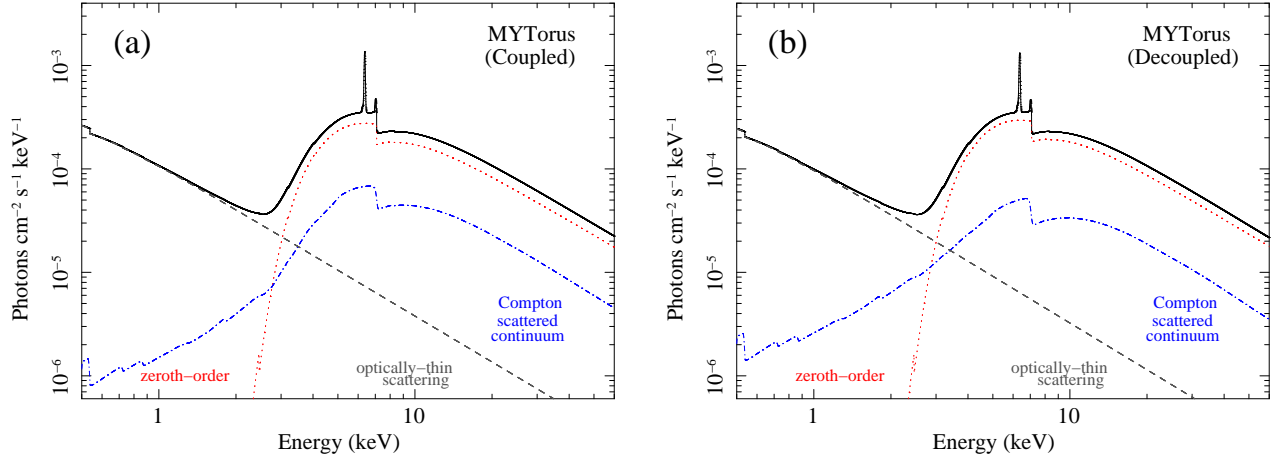 (a)
MYTorus
(Coupled)
10⁻³
10⁻⁴
10⁻⁵
10⁻⁶
Photons cm⁻² s⁻¹ keV⁻¹
Compton
scattered
continuum
zeroth−order
optically−thin
scattering
1
10
Energy (keV)
(b)
MYTorus
(Decoupled)
10⁻³
10⁻⁴
10⁻⁵
10⁻⁶
Photons cm⁻² s⁻¹ keV⁻¹
Compton
scattered
continuum
zeroth−order
optically−thin
scattering
1
10
Energy (keV)